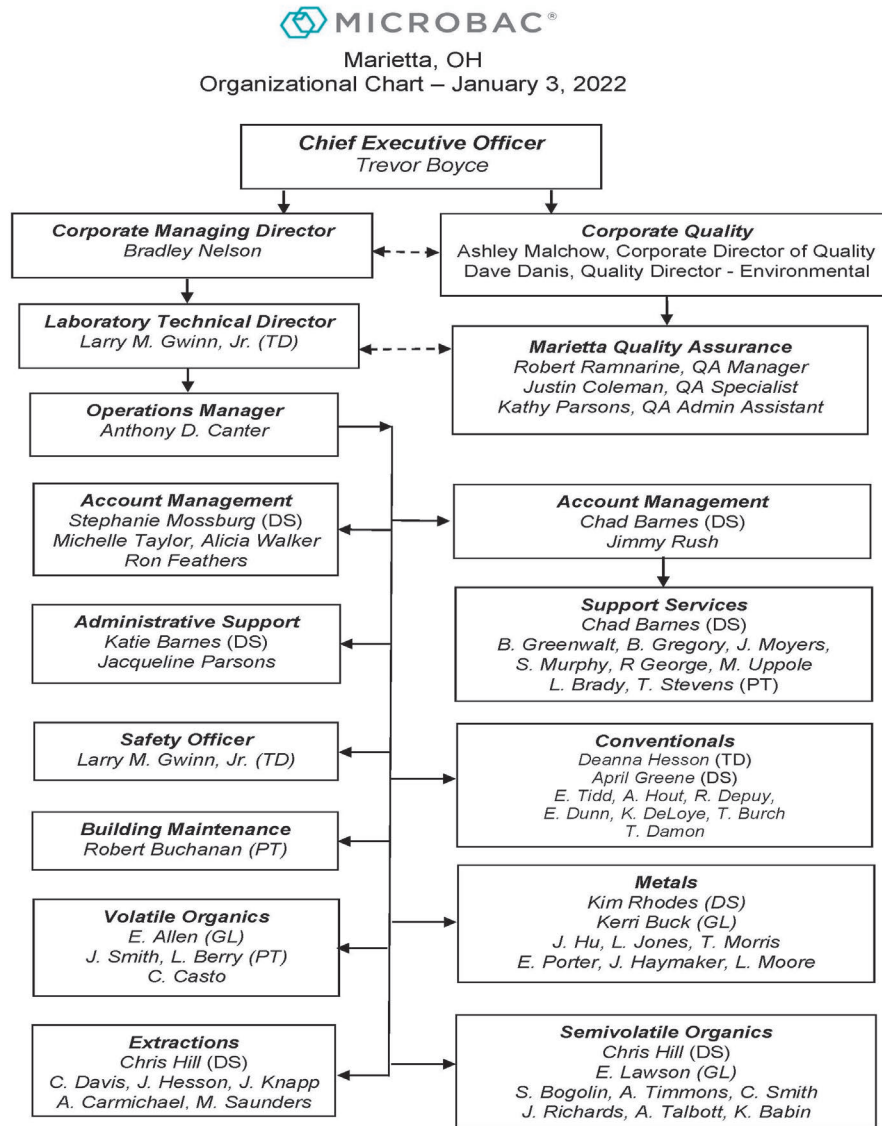 MICROBAC®
Marietta, OH
Organizational Chart – January 3, 2022
Chief Executive Officer
Trevor Boyce
Corporate Managing Director
Bradley Nelson
Corporate Quality
Ashley Malchow, Corporate Director of Quality
Dave Danis, Quality Director - Environmental
Laboratory Technical Director
Larry M. Gwinn, Jr. (TD)
Marietta Quality Assurance
Robert Ramnarine, QA Manager
Justin Coleman, QA Specialist
Kathy Parsons, QA Admin Assistant
Operations Manager
Anthony D. Canter
Account Management
Stephanie Mossburg (DS)
Michelle Taylor, Alicia Walker
Ron Feathers
Account Management
Chad Barnes (DS)
Jimmy Rush
Administrative Support
Katie Barnes (DS)
Jacqueline Parsons
Support Services
Chad Barnes (DS)
B. Greenwalt, B. Gregory, J. Moyers,
S. Murphy, R George, M. Uppole
L. Brady, T. Stevens (PT)
Safety Officer
Larry M. Gwinn, Jr. (TD)
Conventionals
Deanna Hesson (TD)
April Greene (DS)
E. Tidd, A. Hout, R. Depuy,
E. Dunn, K. DeLoye, T. Burch
T. Damon
Building Maintenance
Robert Buchanan (PT)
Metals
Kim Rhodes (DS)
Kerri Buck (GL)
J. Hu, L. Jones, T. Morris
E. Porter, J. Haymaker, L. Moore
Volatile Organics
E. Allen (GL)
J. Smith, L. Berry (PT)
C. Casto
Extractions
Chris Hill (DS)
C. Davis, J. Hesson, J. Knapp
A. Carmichael, M. Saunders
Semivolatile Organics
Chris Hill (DS)
E. Lawson (GL)
S. Bogolin, A. Timmons, C. Smith
J. Richards, A. Talbott, K. Babin